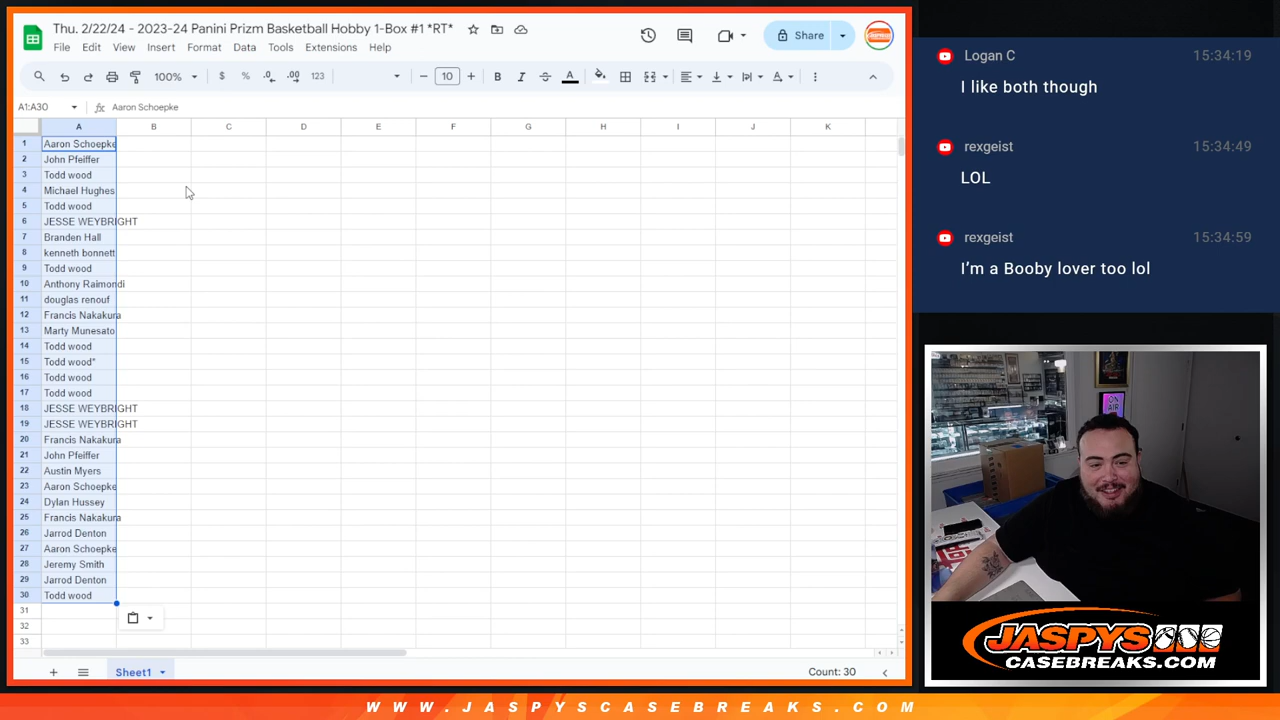 Thu. 2/22/24 - 2023-24 Panini Prizm Basketball Hobby 1-Box #1 *RT*
File Edit View Insert Format Data Tools Extensions Help
Share
100% $ % .0 .00 123 10 B I A
A1:A30 fx Aaron Schoepke
A B C D E F G H I J K
1 Aaron Schoepke
2 John Pfeiffer
3 Todd wood
4 Michael Hughes
5 Todd wood
6 JESSE WEYBRIGHT
7 Branden Hall
8 kenneth bonnett
9 Todd wood
10 Anthony Raimondi
11 douglas renouf
12 Francis Nakakura
13 Marty Munesato
14 Todd wood
15 Todd wood*
16 Todd wood
17 Todd wood
18 JESSE WEYBRIGHT
19 JESSE WEYBRIGHT
20 Francis Nakakura
21 John Pfeiffer
22 Austin Myers
23 Aaron Schoepke
24 Dylan Hussey
25 Francis Nakakura
26 Jarrod Denton
27 Aaron Schoepke
28 Jeremy Smith
29 Jarrod Denton
30 Todd wood
31
32
33
Sheet1
Count: 30
Logan C 15:34:19
I like both though
rexgeist 15:34:49
LOL
rexgeist 15:34:59
I'm a Booby lover too lol
ON AIR
JASPYS
CASEBREAKS.COM
WWW.JASPYSCASEBREAKS.COM